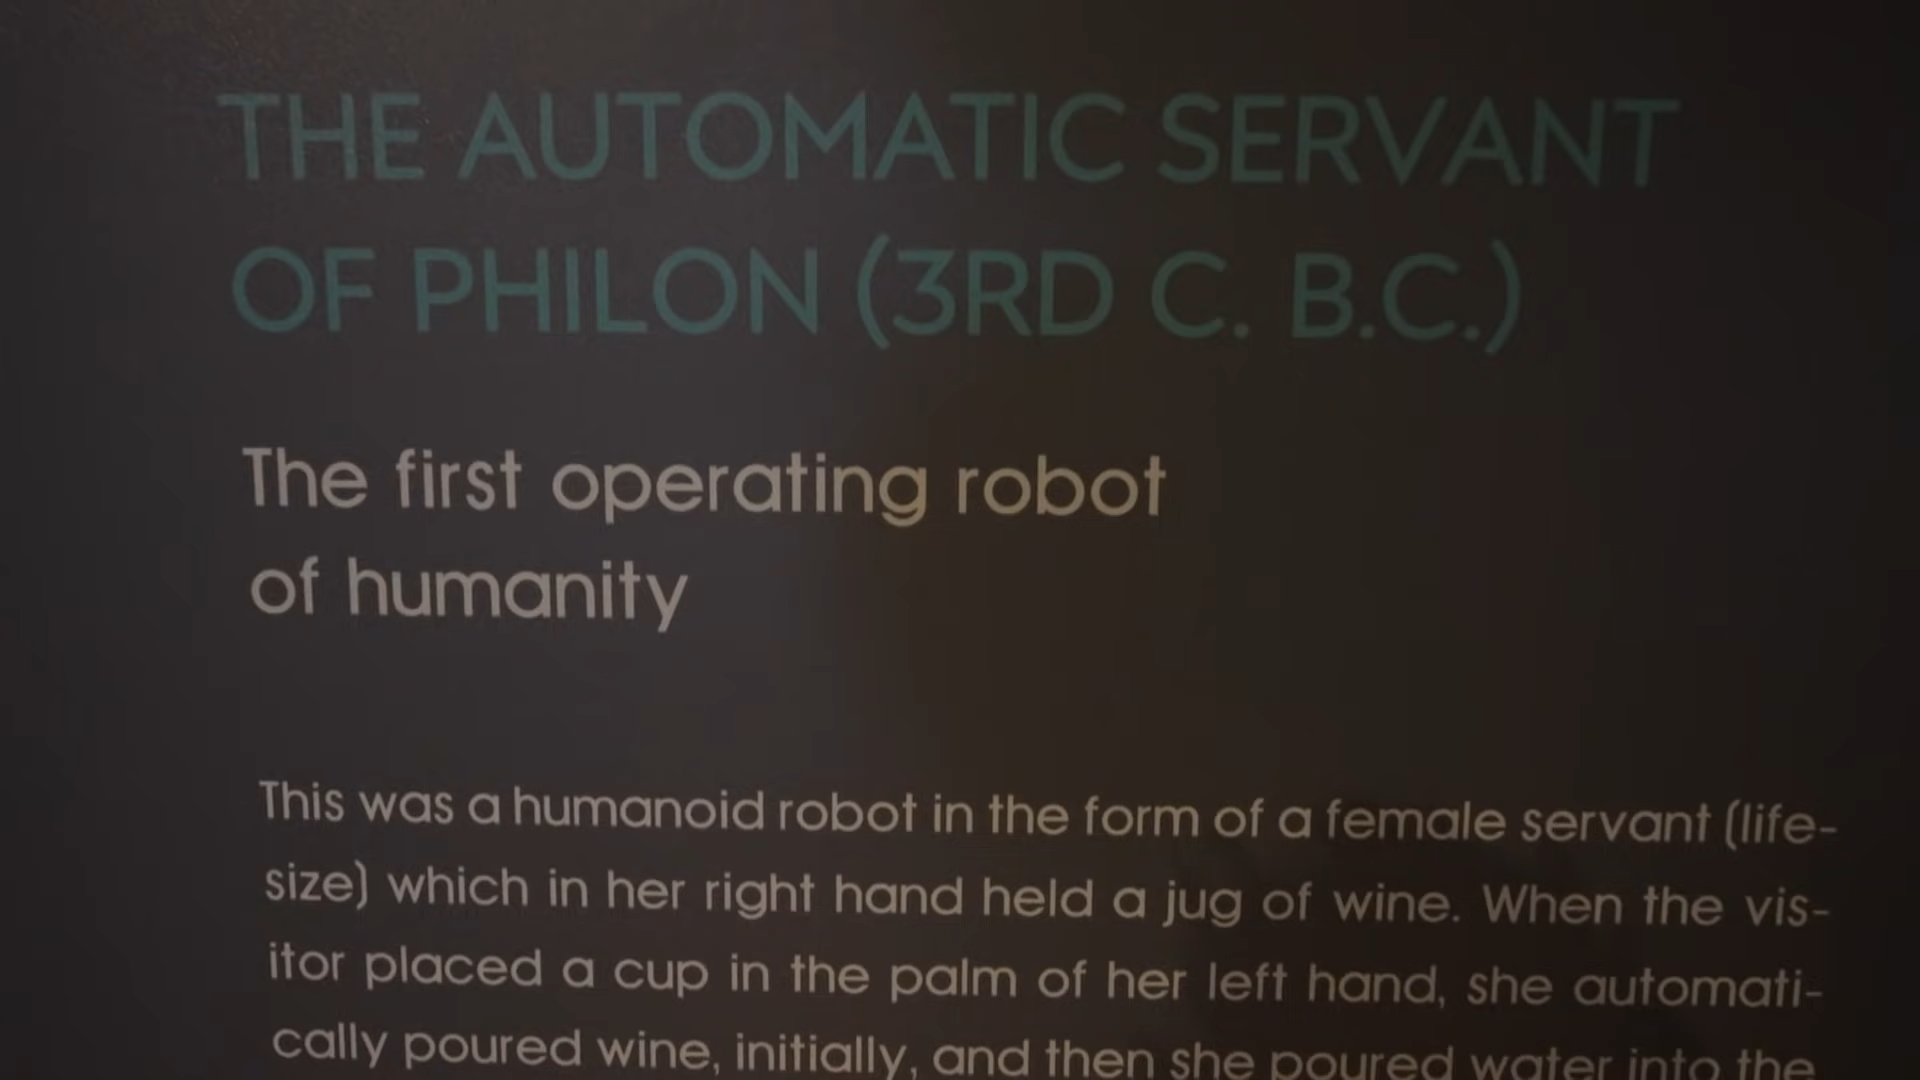 THE AUTOMATIC SERVANT
OF PHILON (3RD C. B.C.)
The first operating robot
of humanity
This was a humanoid robot in the form of a female servant (life-
size) which in her right hand held a jug of wine. When the vis-
itor placed a cup in the palm of her left hand, she automati-
cally poured wine, initially, and then she poured water into the